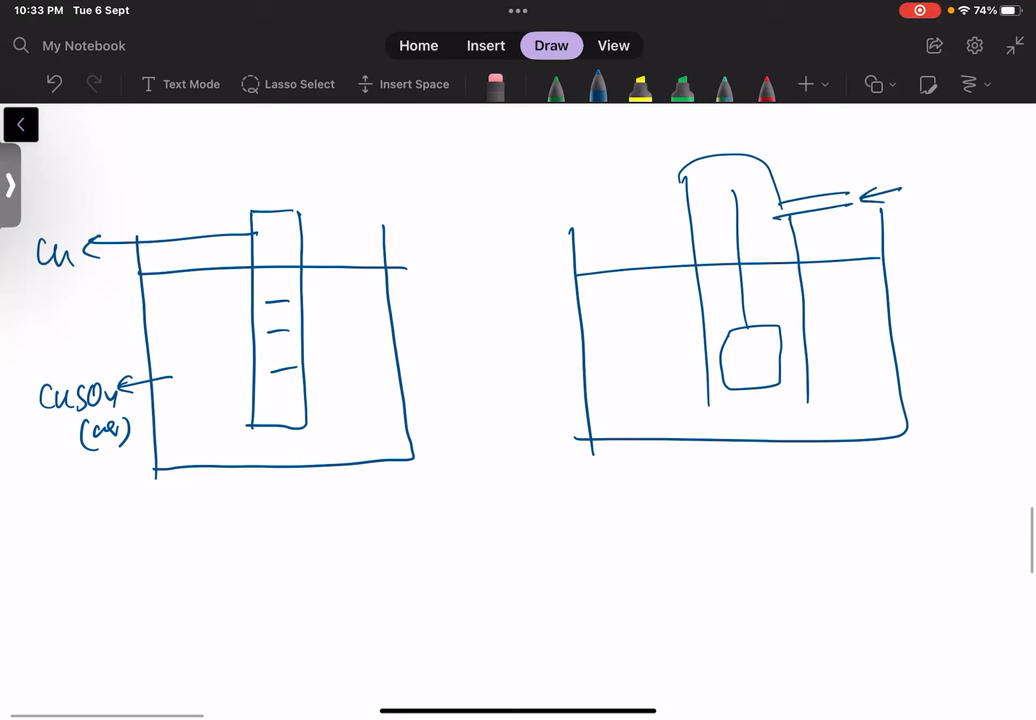 10:33 PM Tue 6 Sept
74%
My Notebook
Home Insert Draw View
Text Mode Lasso Select Insert Space
Cu
CuSO4